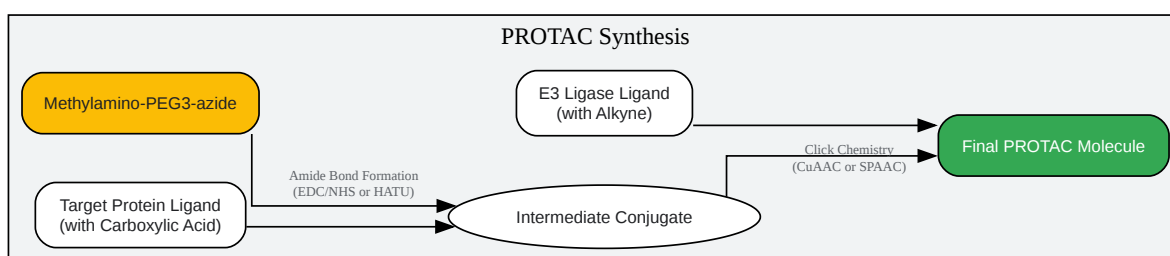 PROTAC Synthesis
Methylamino-PEG3-azide
E3 Ligase Ligand
(with Alkyne)
Final PROTAC Molecule
Click Chemistry
(CuAAC or SPAAC)
Amide Bond Formation
(EDC/NHS or HATU)
Target Protein Ligand
(with Carboxylic Acid)
Intermediate Conjugate